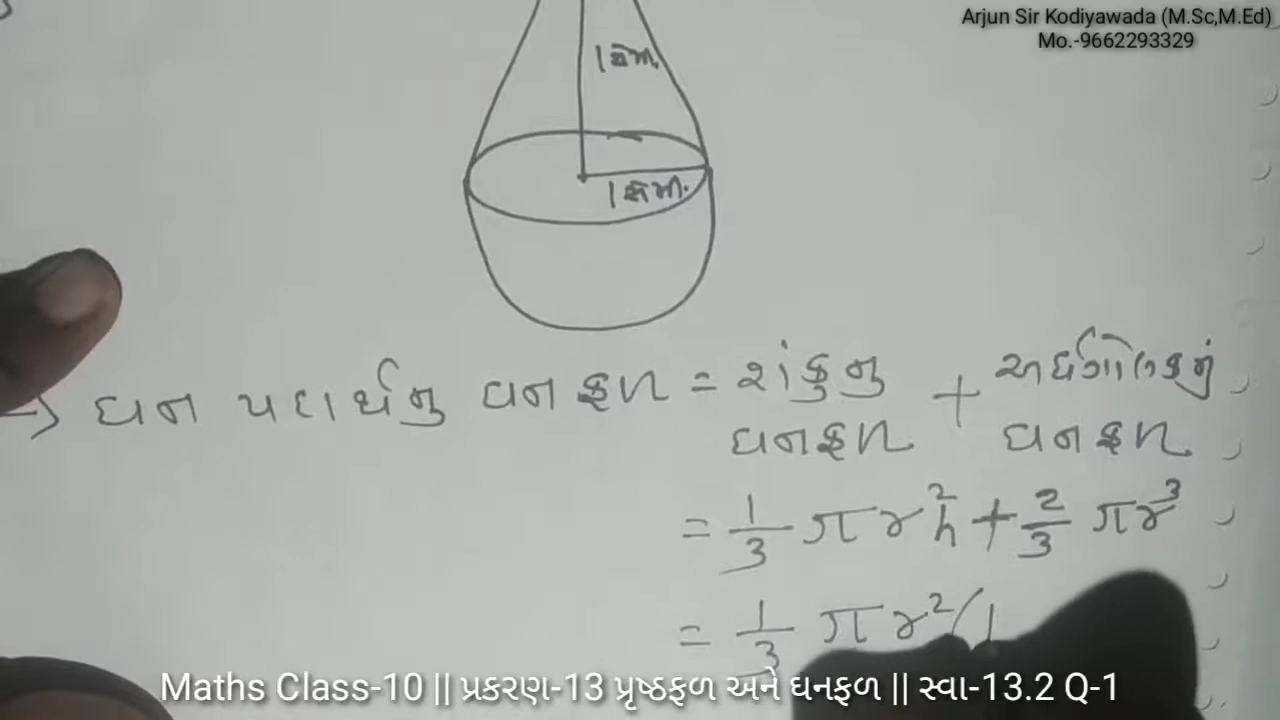 Arjun Sir Kodiyawada (M.Sc,M.Ed)
Mo.-9662293329
1 સેમી.
1 સેમી.
→ ઘન પદાર્થનુ ઘનફળ = શંકુનુ ઘનફળ + અર્ધગોલકનું ઘનફળ
= 1/3 πr²h + 2/3 πr³
= 1/3 πr²(
Maths Class-10 || પ્રકરણ-13 પૃષ્ઠફળ અને ઘનફળ || સ્વા-13.2 Q-1